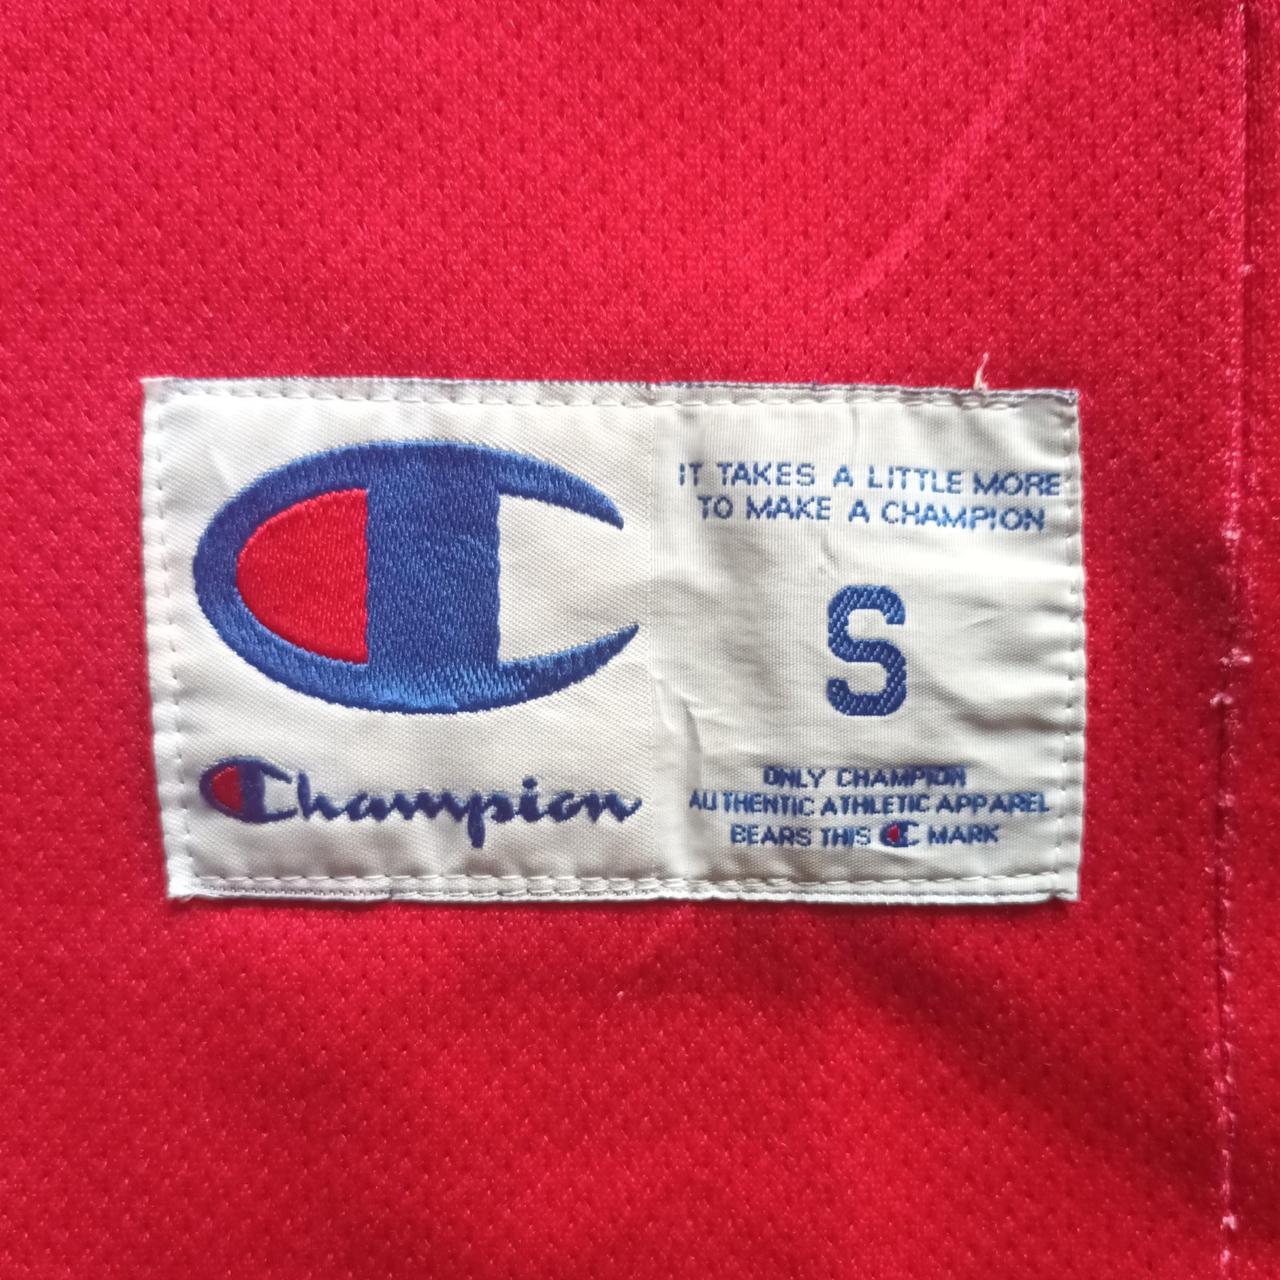 Champion
IT TAKES A LITTLE MORE
TO MAKE A CHAMPION
S
ONLY CHAMPION
AUTHENTIC ATHLETIC APPAREL
BEARS THIS C MARK